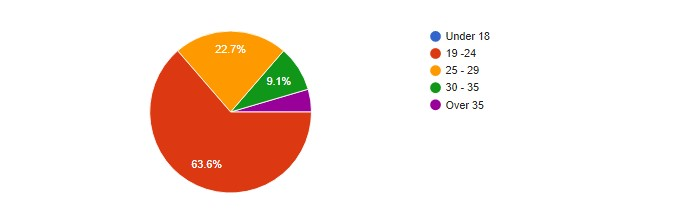 22.7%
9.1%
63.6%
Under 18
19 -24
25 - 29
30 - 35
Over 35